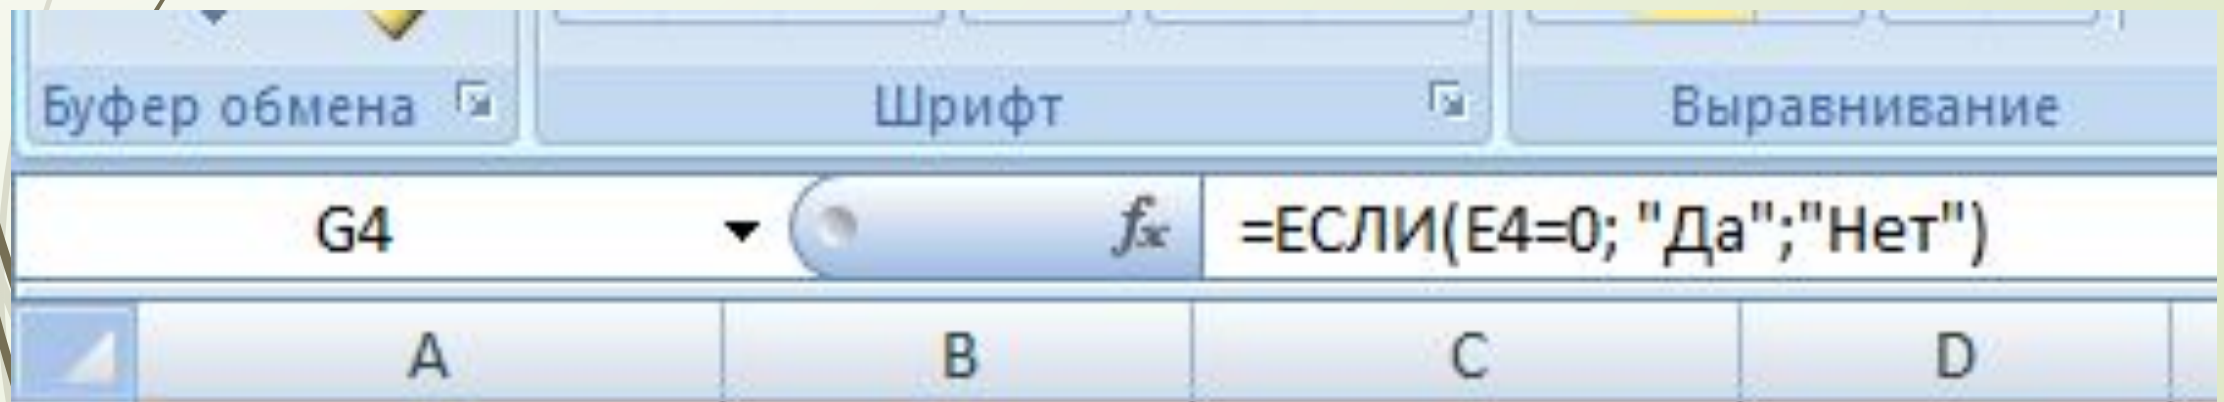 Буфер обмена Шрифт Выравнивание
G4 fx =ЕСЛИ(E4=0; "Да";"Нет")
A B C D